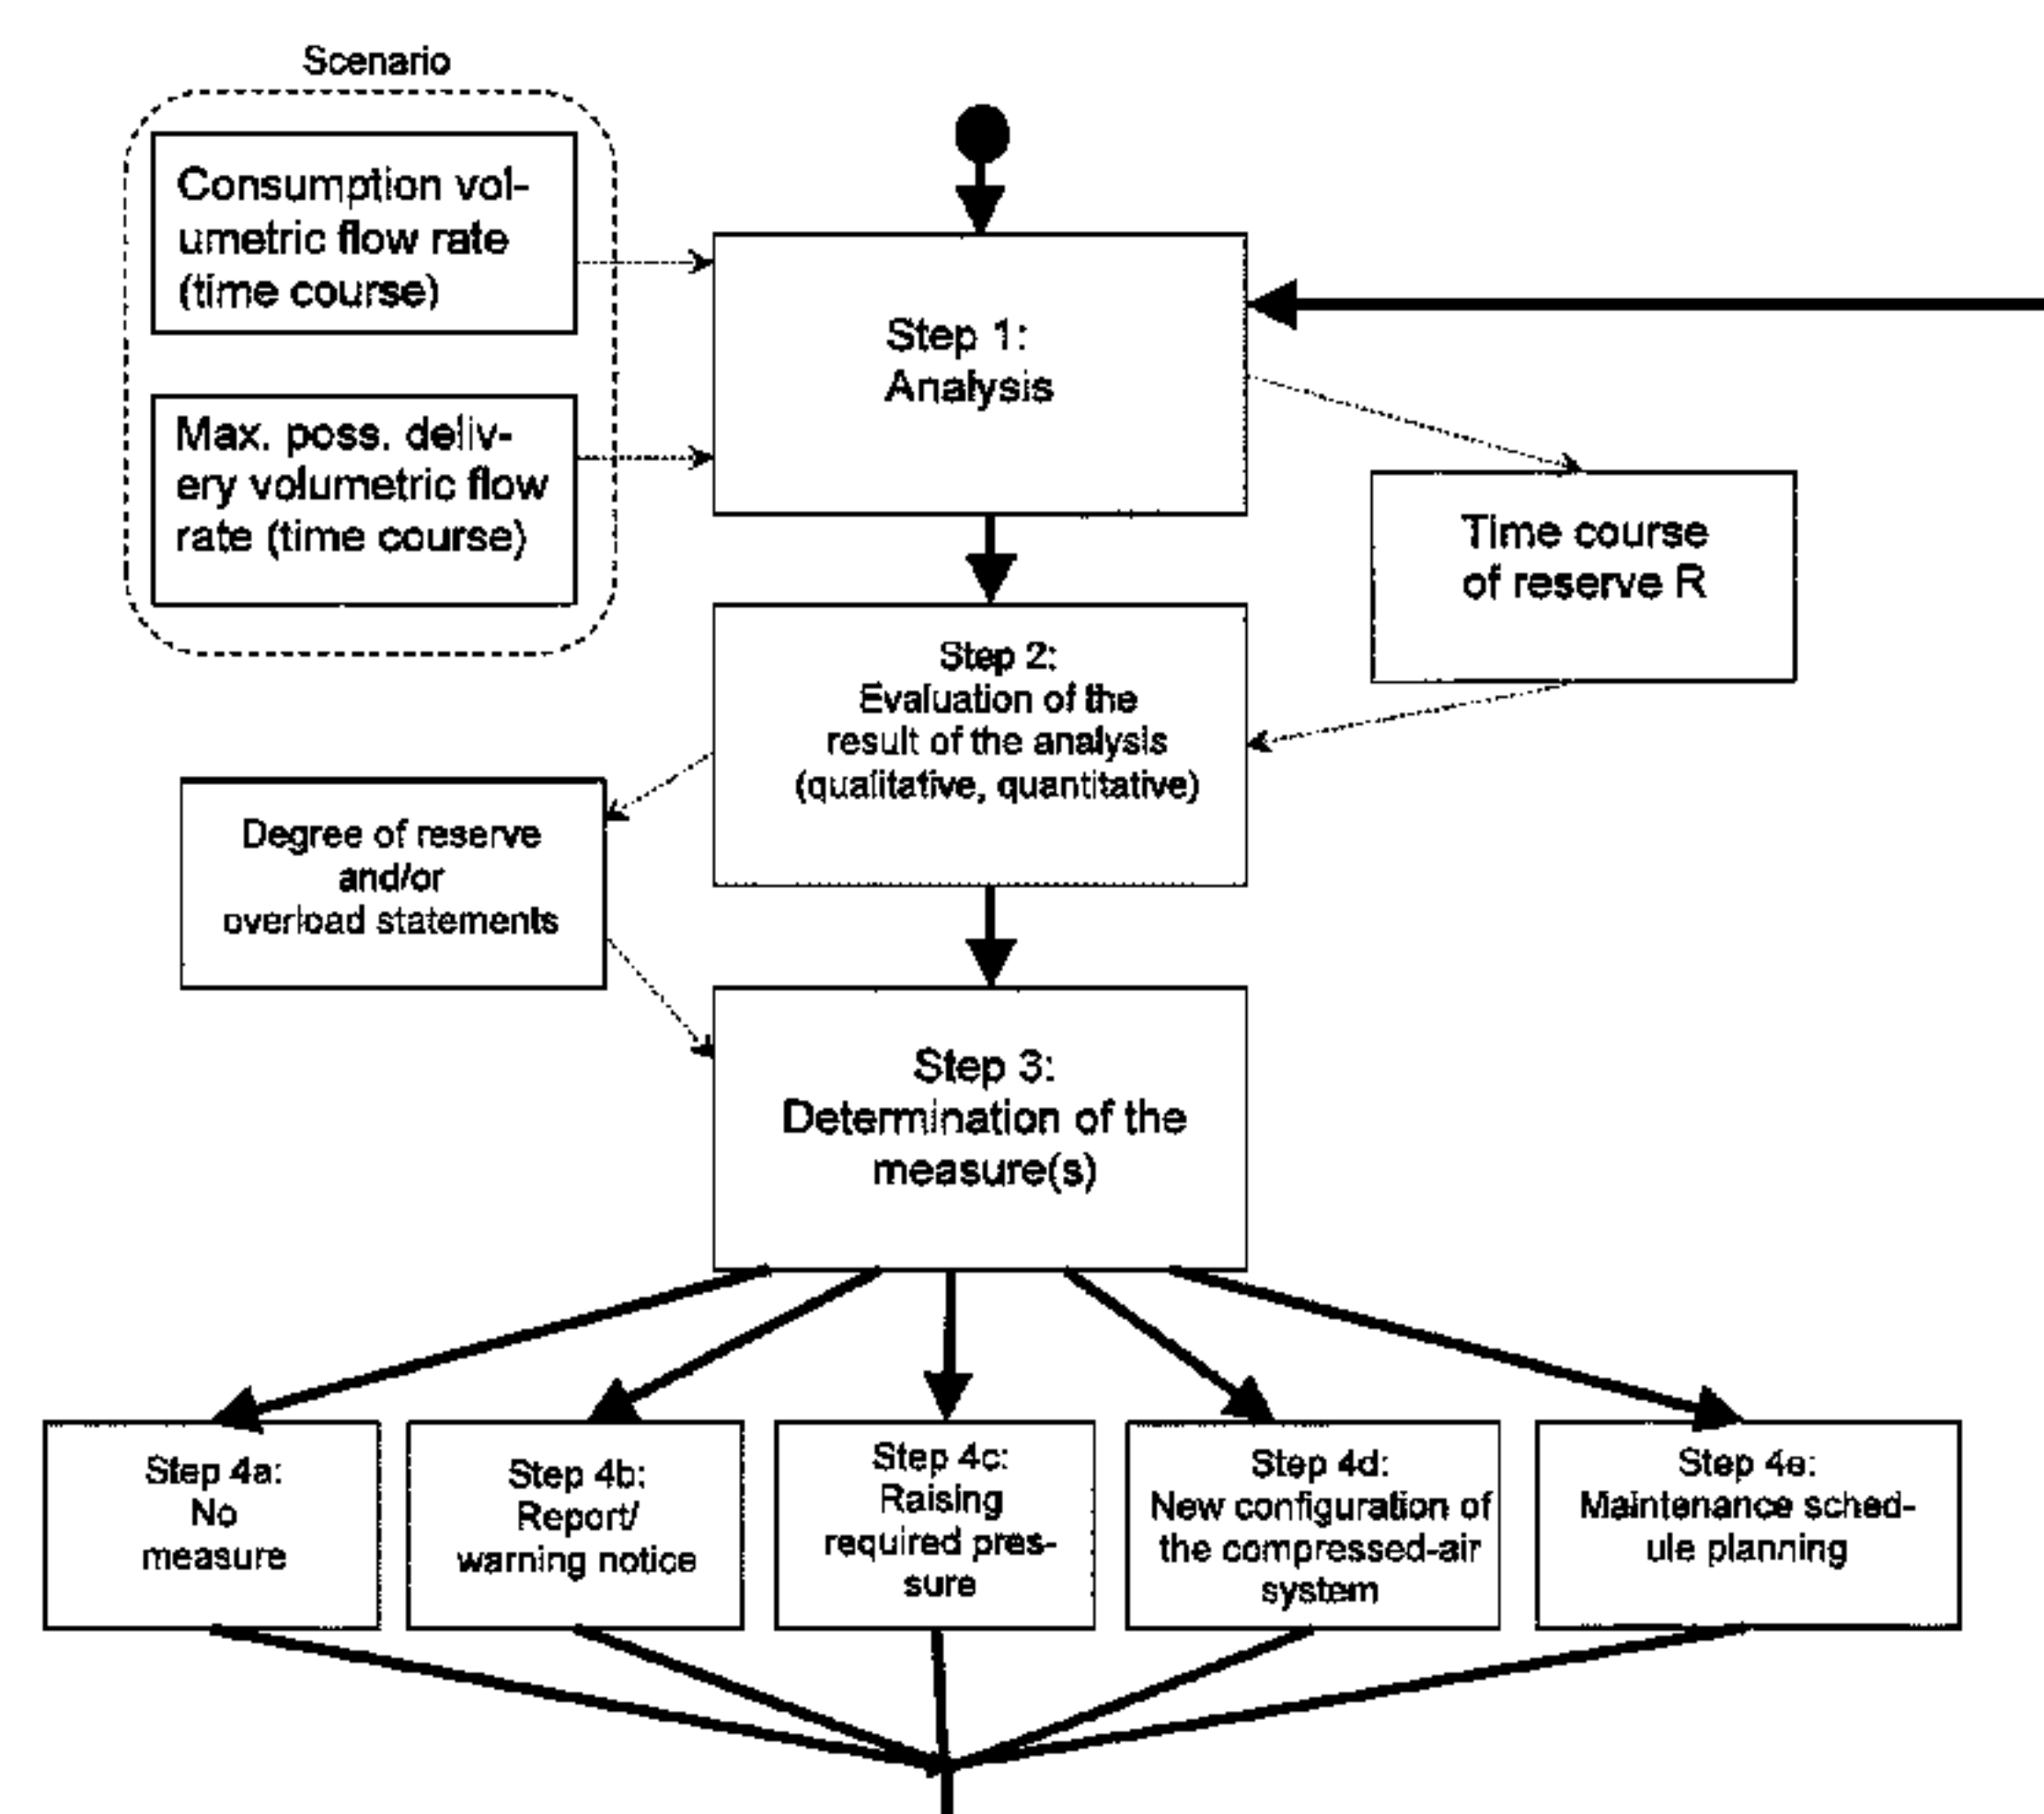 Scenario
Consumption vol-
umetric flow rate
(time course)
Max. poss. deliv-
ery volumetric flow
rate (time course)
Step 1:
Analysis
Time course
of reserve R
Step 2:
Evaluation of the
result of the analysis
(qualitative, quantitative)
Degree of reserve
and/or
overload statements
Step 3:
Determination of the
measure(s)
Step 4a:
No
measure
Step 4b:
Report/
warning notice
Step 4c:
Raising
required pres-
sure
Step 4d:
New configuration of
the compressed-air
system
Step 4e:
Maintenance sched-
ule planning